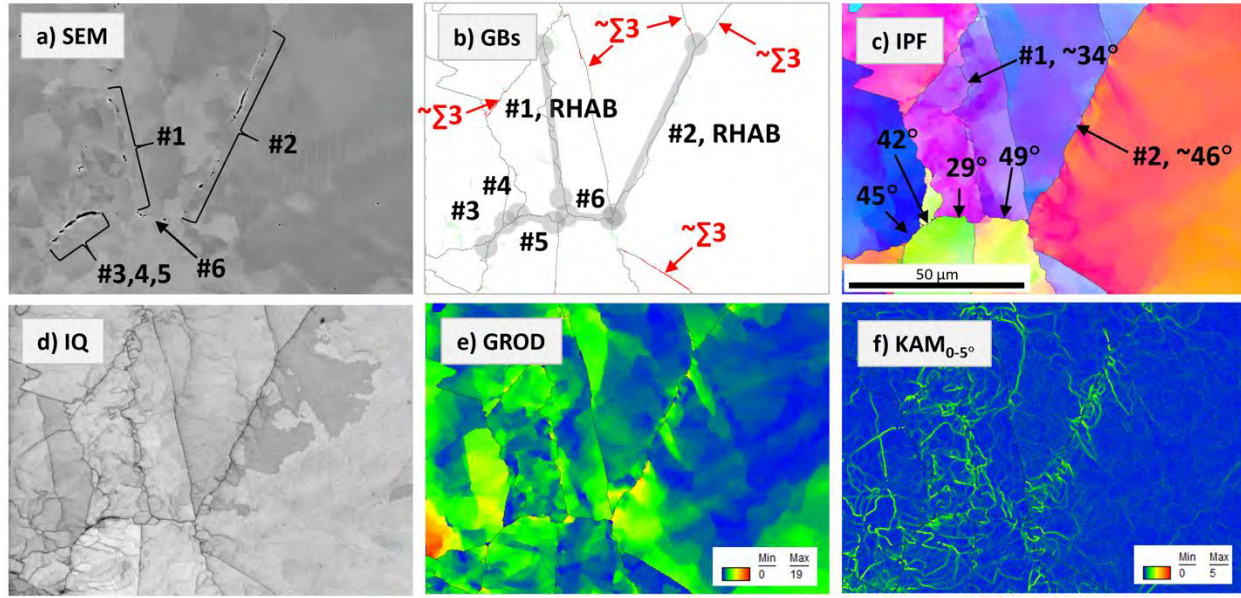 a) SEM
#1
#2
#3,4,5
#6
b) GBs
~∑3
~∑3
~∑3
#1, RHAB
#2, RHAB
#4
#6
#3
#5
~∑3
c) IPF
#1, ~34°
42°
29°
49°
#2, ~46°
45°
50 µm
d) IQ
e) GROD
Min Max
0 19
f) KAM0-5°
Min Max
0 5